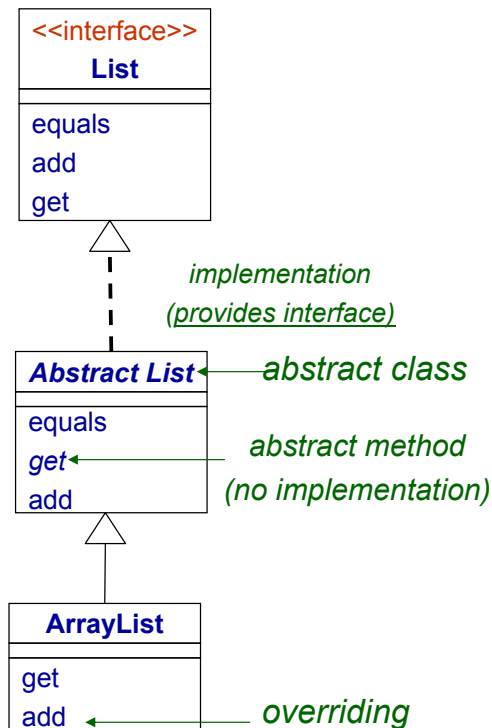 <<interface>>
List
equals
add
get
implementation
(provides interface)
Abstract List
abstract class
equals
get
add
abstract method
(no implementation)
ArrayList
get
add
overriding